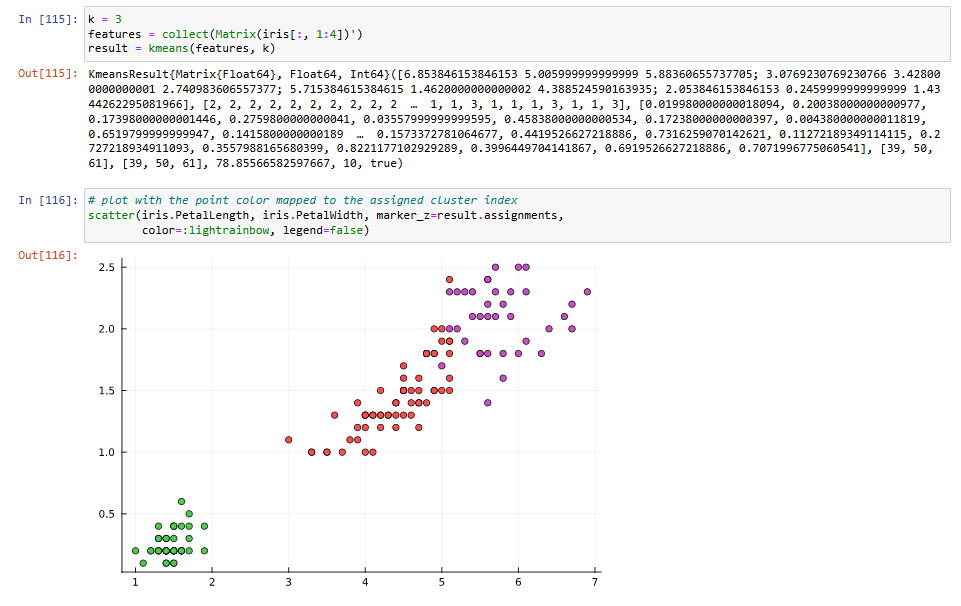 In [115]: k = 3
features = collect(Matrix(iris[:, 1:4])')
result = kmeans(features, k)
Out[115]: KmeansResult{Matrix{Float64}, Float64, Int64}([6.853846153846153 5.005999999999999 5.88360655737705; 3.0769230769230766 3.42800
0000000001 2.740983606557377; 5.715384615384615 1.4620000000000002 4.388524590163935; 2.053846153846153 0.2459999999999999 1.43
44262295081966], [2, 2, 2, 2, 2, 2, 2, 2, 2, 2  …  1, 1, 3, 1, 1, 1, 3, 1, 1, 3], [0.019980000000018094, 0.20038000000000977,
0.17398000000001446, 0.2759800000000041, 0.03557999999999595, 0.45838000000000534, 0.17238000000000397, 0.004380000000011819,
0.6519799999999947, 0.1415800000000189  …  0.1573372781064677, 0.4419526627218886, 0.7316259070142621, 0.11272189349114115, 0.2
727218934911093, 0.3557988165680399, 0.8221177102929289, 0.3996449704141867, 0.6919526627218886, 0.7071996775060541], [39, 50,
61], [39, 50, 61], 78.85566582597667, 10, true)
In [116]: # plot with the point color mapped to the assigned cluster index
scatter(iris.PetalLength, iris.PetalWidth, marker_z=result.assignments,
color=:lightrainbow, legend=false)
Out[116]:
2.5
2.0
1.5
1.0
0.5
1 2 3 4 5 6 7